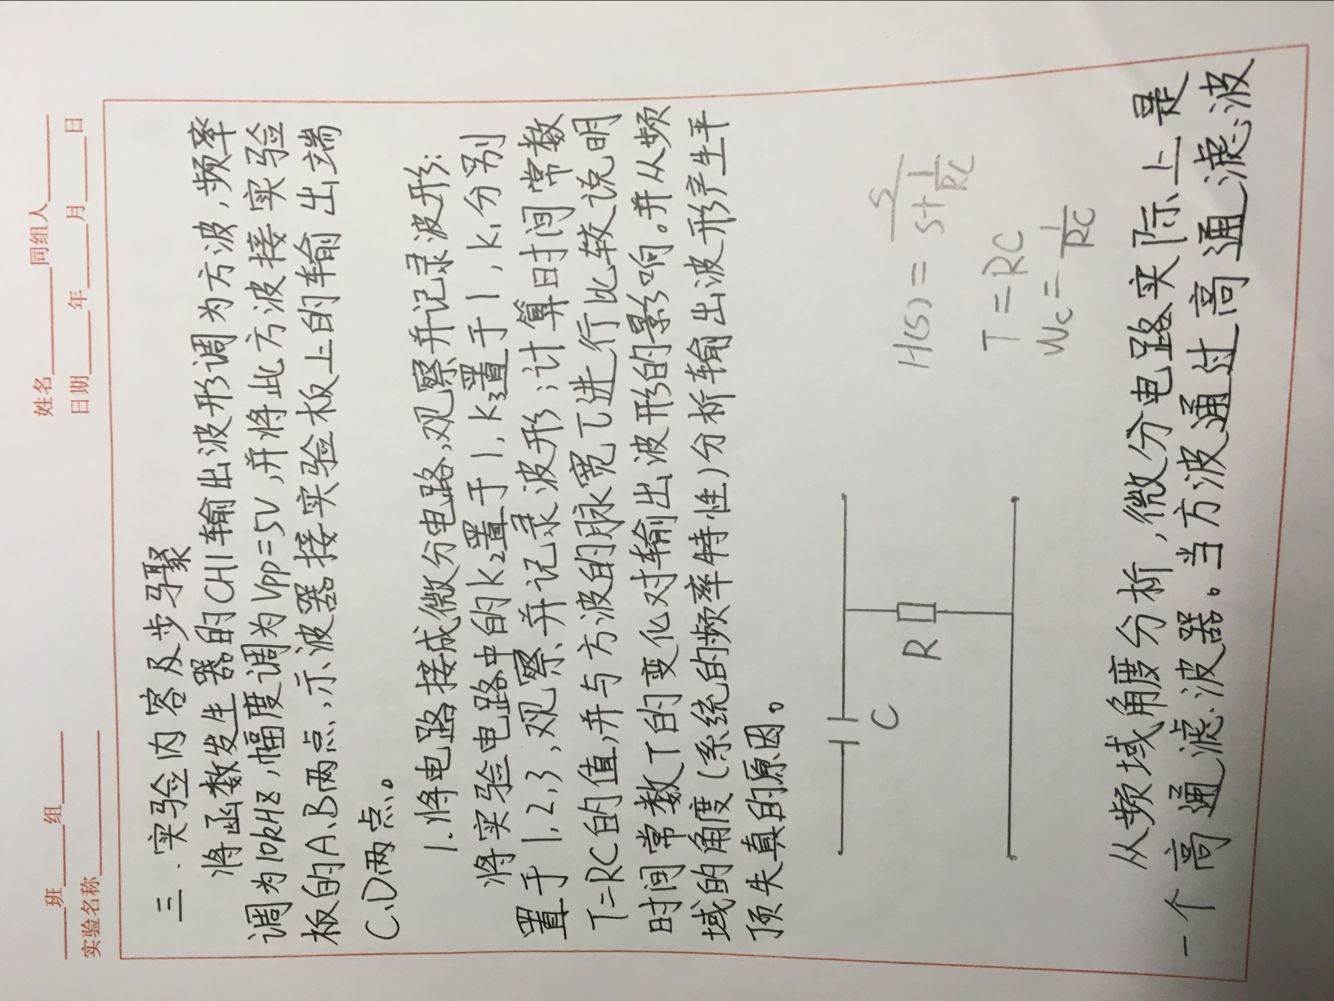 ____班____组____
姓名________同组人________
实验名称____________
日期______年______月______日
三.实验内容及步骤
将函数发生器的CH1输出波形调为方波,频率
调为10kHz,幅度调为Vpp=5V,并将此方波接实验
板的A、B两点,示波器接实验板上的输出端
C、D两点。
1.将电路接成微分电路,观察并记录波形:
将实验电路中的k₂置于1,k₃置于1,k₁分别
置于1,2,3,观察并记录波形;计算时间常数
T=RC的值,并与方波的脉宽τ进行比较说明
时间常数T的变化对输出波形的影响。并从频
域的角度(系统的频率特性)分析输出波形产生平
顶失真的原因。
C
R
H(s)=s/(s+1/RC)
T=RC
Wc=1/RC
从频域角度分析,微分电路实际上是
一个高通滤波器。当方波通过高通滤波